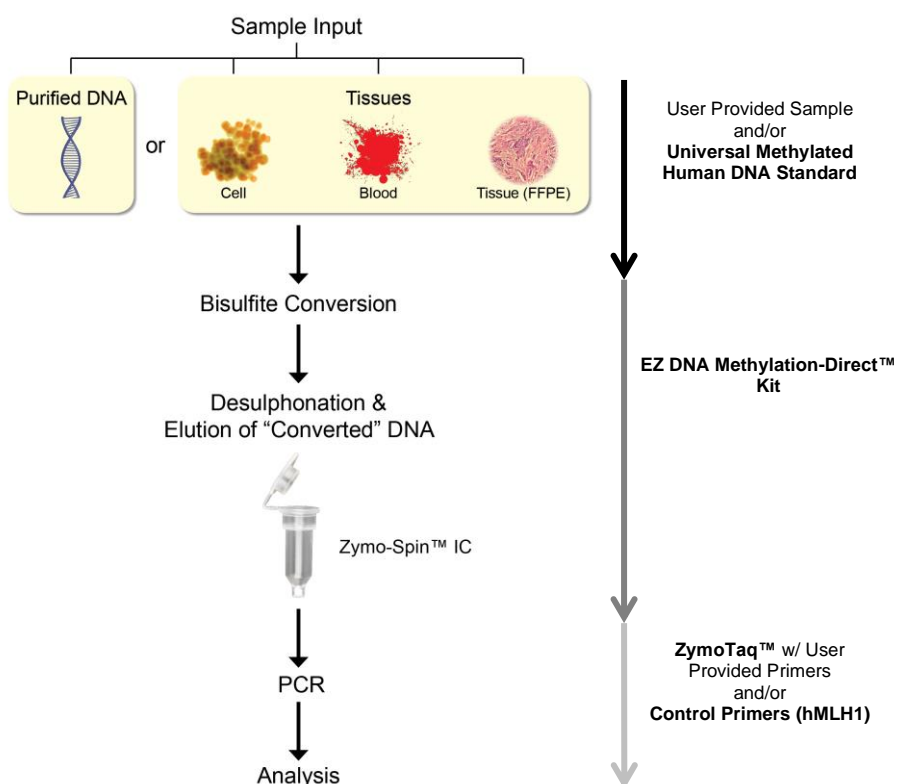 Sample Input
Purified DNA
or
Tissues
Cell
Blood
Tissue (FFPE)
User Provided Sample
and/or
Universal Methylated
Human DNA Standard
Bisulfite Conversion
EZ DNA Methylation-Direct™
Kit
Desulphonation &
Elution of “Converted” DNA
Zymo-Spin™ IC
ZymoTaq™ w/ User
Provided Primers
and/or
Control Primers (hMLH1)
PCR
Analysis